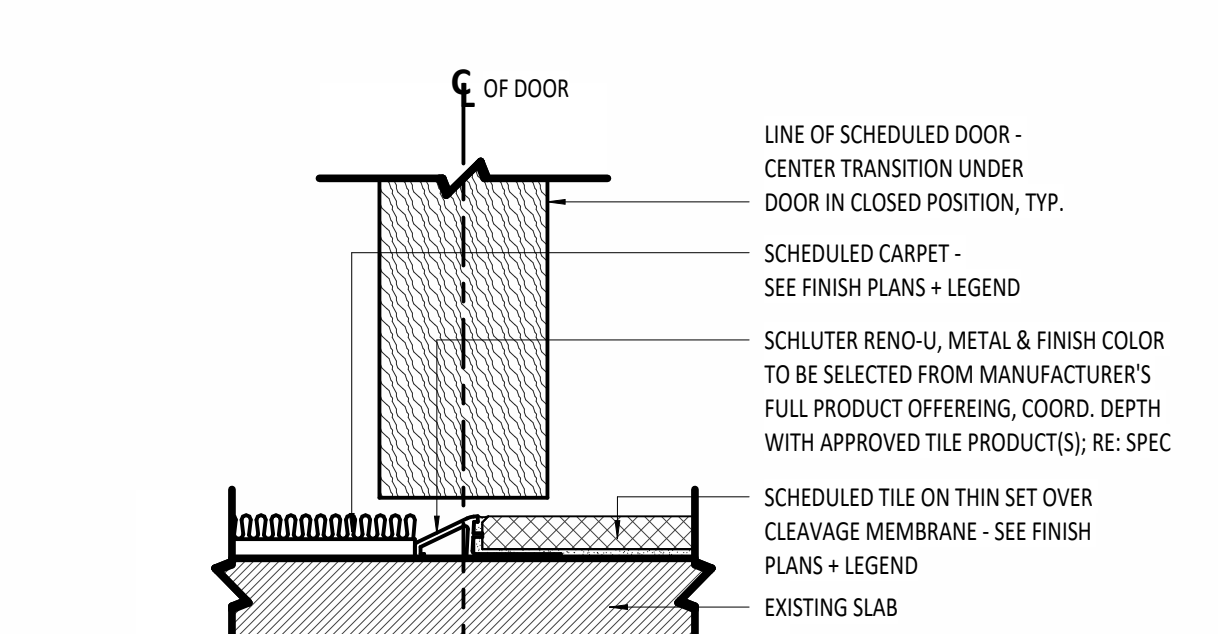 ℄ OF DOOR
LINE OF SCHEDULED DOOR -
CENTER TRANSITION UNDER
DOOR IN CLOSED POSITION, TYP.
SCHEDULED CARPET -
SEE FINISH PLANS + LEGEND
SCHLUTER RENO-U, METAL & FINISH COLOR
TO BE SELECTED FROM MANUFACTURER'S
FULL PRODUCT OFFEREING, COORD. DEPTH
WITH APPROVED TILE PRODUCT(S); RE: SPEC
SCHEDULED TILE ON THIN SET OVER
CLEAVAGE MEMBRANE - SEE FINISH
PLANS + LEGEND
EXISTING SLAB